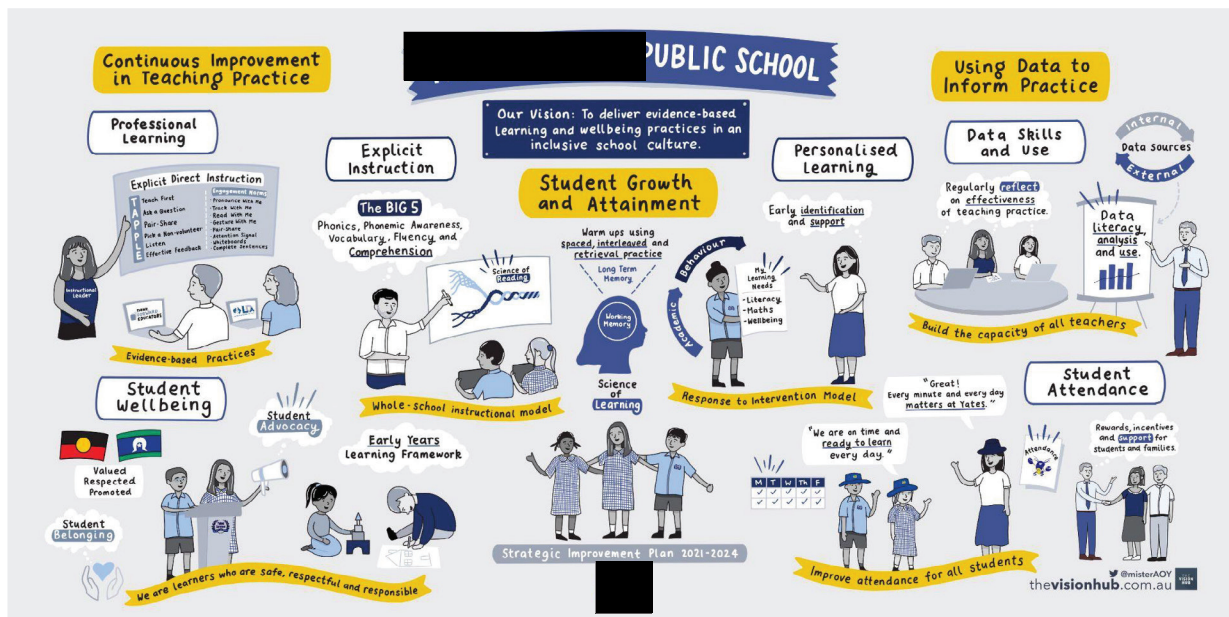 Continuous Improvement
in Teaching Practice
PUBLIC SCHOOL
Using Data to
Inform Practice
Our Vision: To deliver evidence-based
learning and wellbeing practices in an
inclusive school culture.
Professional
Learning
Explicit Direct Instruction
TAPPLE
Teach First
Ask a Question
Pair-Share
Pick a Non-volunteer
Listen
Effective Feedback
Engagement Norms
Pronounce With Me
Track With Me
Read With Me
Gesture With Me
Pair-Share
Attention Signal
Whiteboards
Complete Sentences
Instructional
Leader
EDUCATORS
Evidence-based Practices
Explicit
Instruction
The BIG 5
Phonics, Phonemic Awareness,
Vocabulary, Fluency and
Comprehension
Science of
Reading
Whole-school instructional model
Student Growth
and Attainment
Warm ups using
spaced, interleaved and
retrieval practice
Long Term
Memory
Working
Memory
Science
of
Learning
Personalised
Learning
Early identification
and support
Behaviour
Academic
My
Learning
Needs
-Literacy
-Maths
-Wellbeing
Response to Intervention Model
Data Skills
and Use
Internal
Data Sources
External
Regularly reflect
on effectiveness
of teaching practice.
Data
literacy,
analysis
and use.
Build the capacity of all teachers
Student
Wellbeing
Student
Advocacy
Valued
Respected
Promoted
Student
Belonging
Early Years
Learning Framework
We are learners who are safe, respectful and responsible
Strategic Improvement Plan 2021-2024
Student
Attendance
"Great!
Every minute and every day
matters at Yates."
"We are on time and
ready to learn
every day."
M T W Th F
Attendance
Rewards, incentives
and support for
students and families.
Improve attendance for all students
@misterAOY
thevisionhub.com.au
VISION
HUB